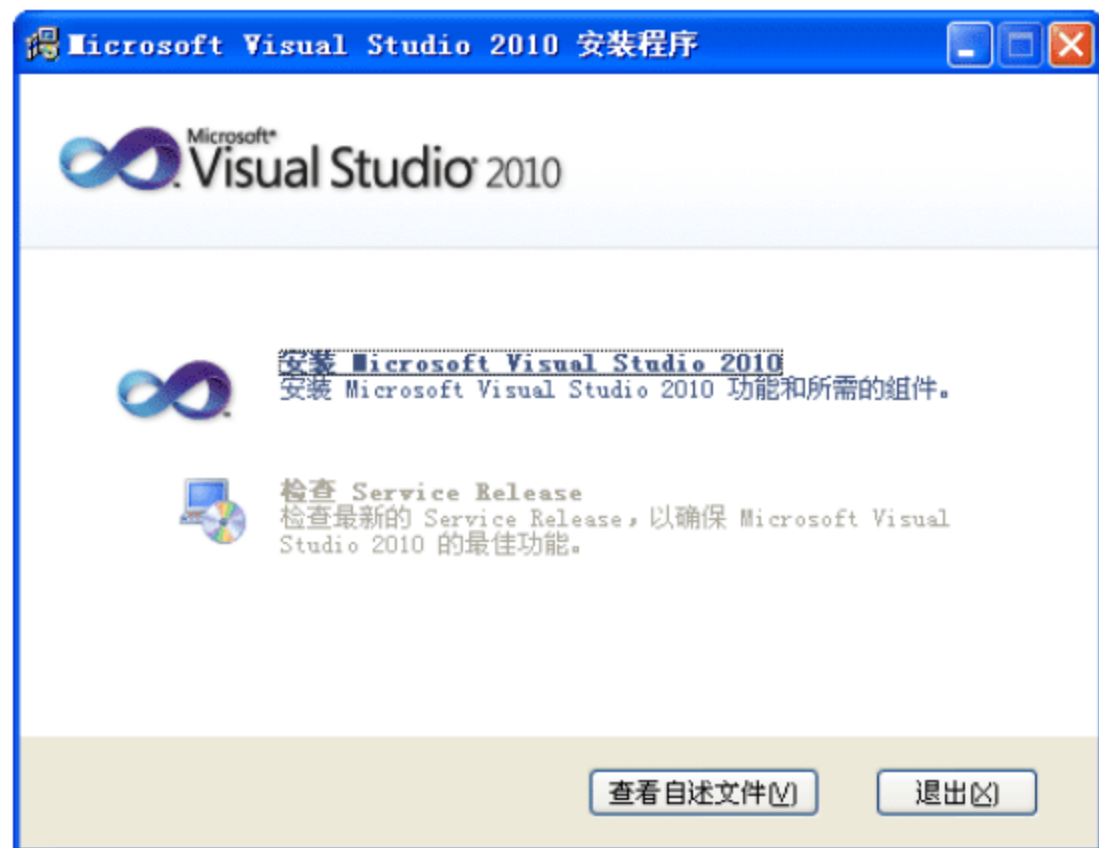 Microsoft Visual Studio 2010 安装程序
Microsoft®
Visual Studio® 2010
安装 Microsoft Visual Studio 2010
安装 Microsoft Visual Studio 2010 功能和所需的组件。
检查 Service Release
检查最新的 Service Release，以确保 Microsoft Visual
Studio 2010 的最佳功能。
查看自述文件(V) 退出(X)